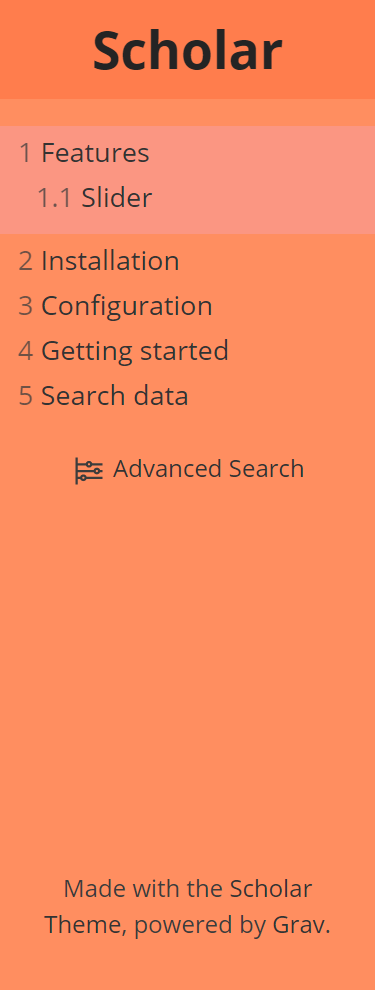 Scholar
1 Features
1.1 Slider
2 Installation
3 Configuration
4 Getting started
5 Search data
Advanced Search
Made with the Scholar
Theme, powered by Grav.